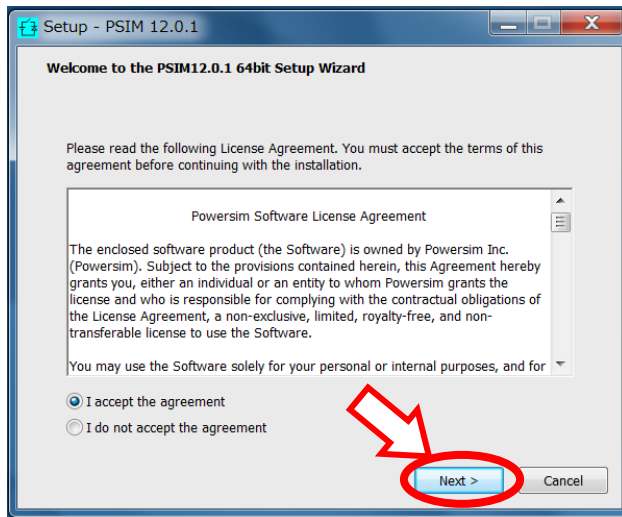 Setup - PSIM 12.0.1
Welcome to the PSIM12.0.1 64bit Setup Wizard
Please read the following License Agreement. You must accept the terms of this
agreement before continuing with the installation.
Powersim Software License Agreement
The enclosed software product (the Software) is owned by Powersim Inc.
(Powersim). Subject to the provisions contained herein, this Agreement hereby
grants you, either an individual or an entity to whom Powersim grants the
license and who is responsible for complying with the contractual obligations of
the License Agreement, a non-exclusive, limited, royalty-free, and non-
transferable license to use the Software.
You may use the Software solely for your personal or internal purposes, and for
I accept the agreement
I do not accept the agreement
Next >
Cancel